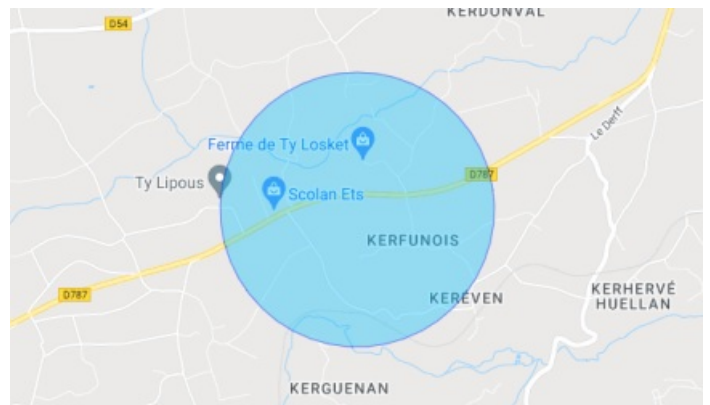 KERDONVAL
D54
Le Derff
Ferme de Ty Losket
D787
Ty Lipous
Scolan Ets
KERFUNOIS
D787
KEREVEN
KERHERVÉ
HUELLAN
KERGUENAN